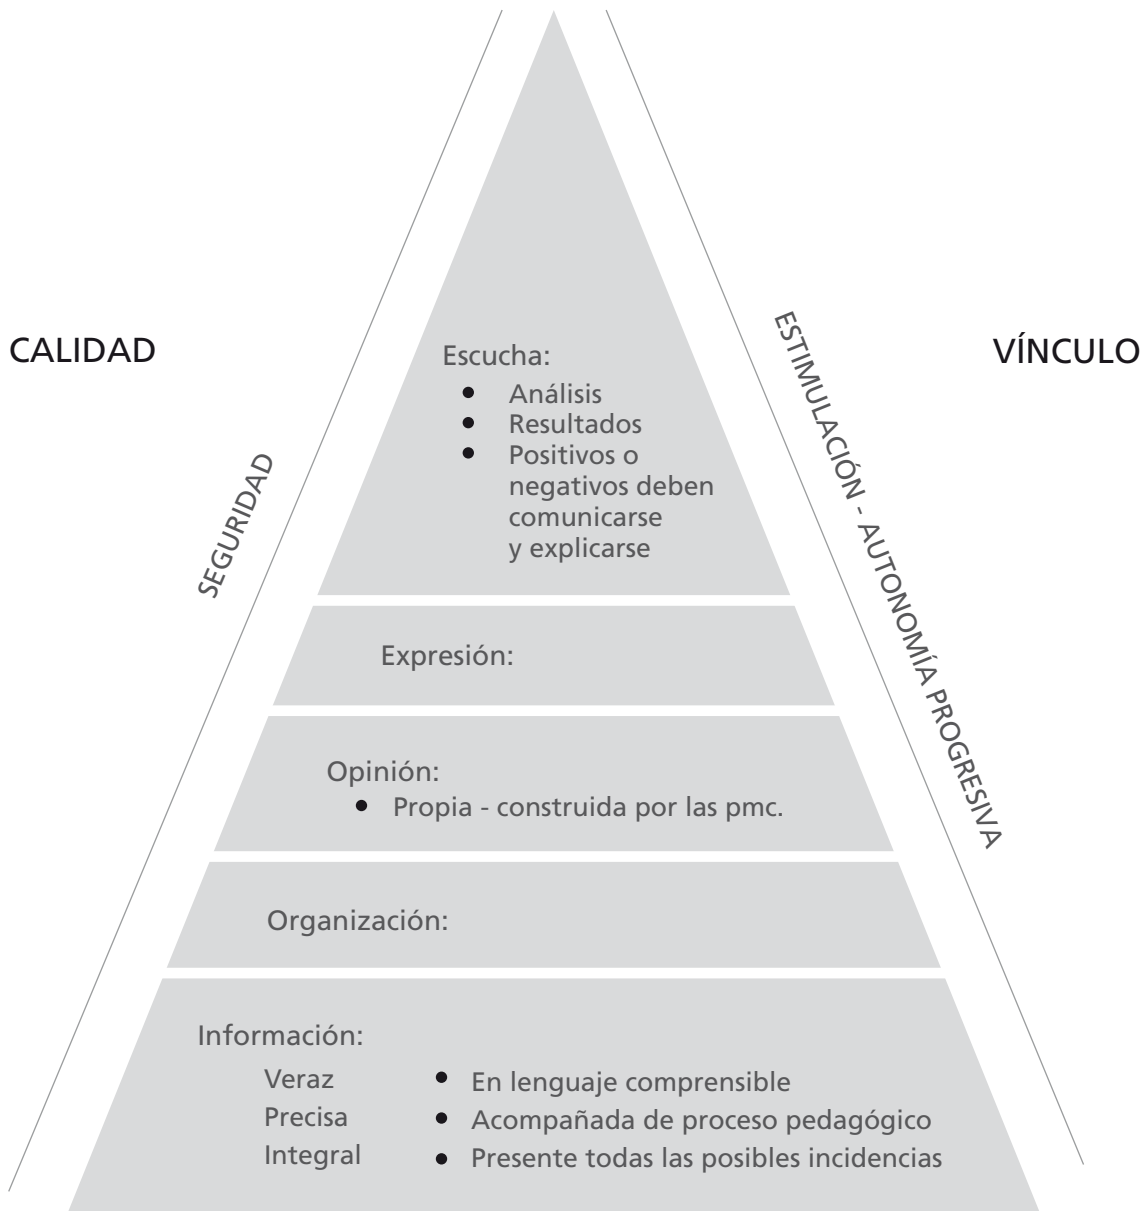 CALIDAD
VÍNCULO
SEGURIDAD
ESTIMULACIÓN - AUTONOMÍA PROGRESIVA
Escucha:
• Análisis
• Resultados
• Positivos o
negativos deben
comunicarse
y explicarse
Expresión:
Opinión:
• Propia - construida por las pmc.
Organización:
Información:
Veraz • En lenguaje comprensible
Precisa • Acompañada de proceso pedagógico
Integral • Presente todas las posibles incidencias